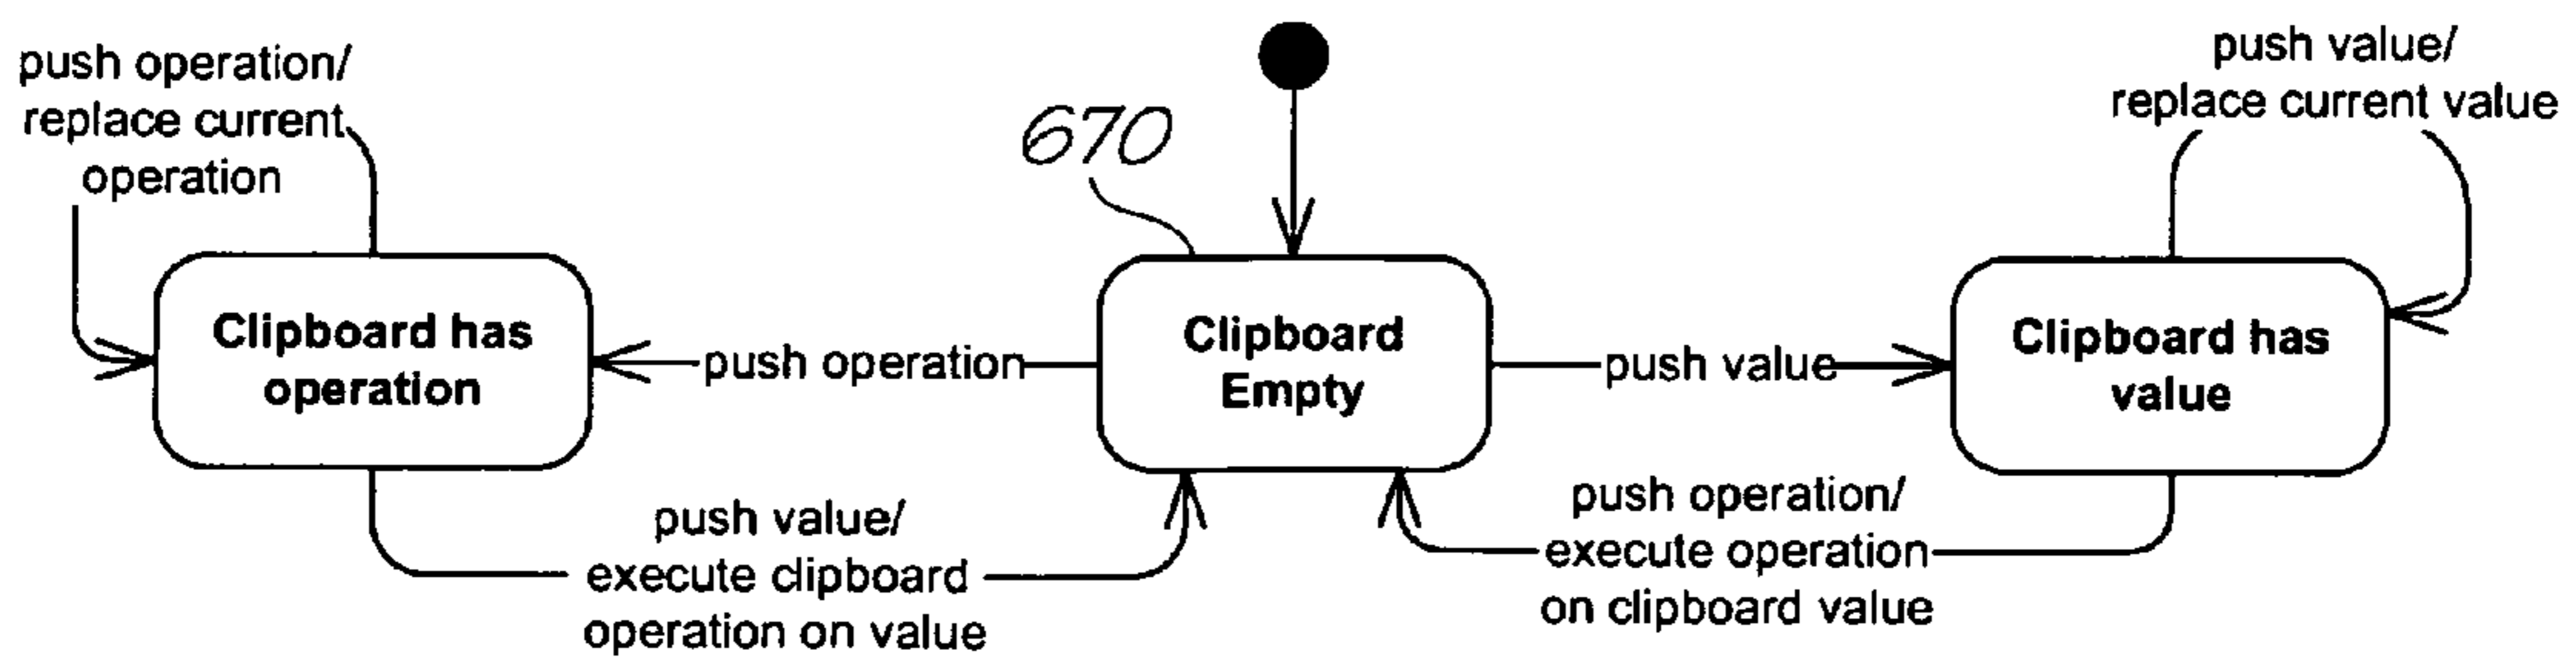 push operation/
replace current
operation
670
push value/
replace current value
Clipboard has
operation
push operation
Clipboard
Empty
push value
Clipboard has
value
push value/
execute clipboard
operation on value
push operation/
execute operation
on clipboard value